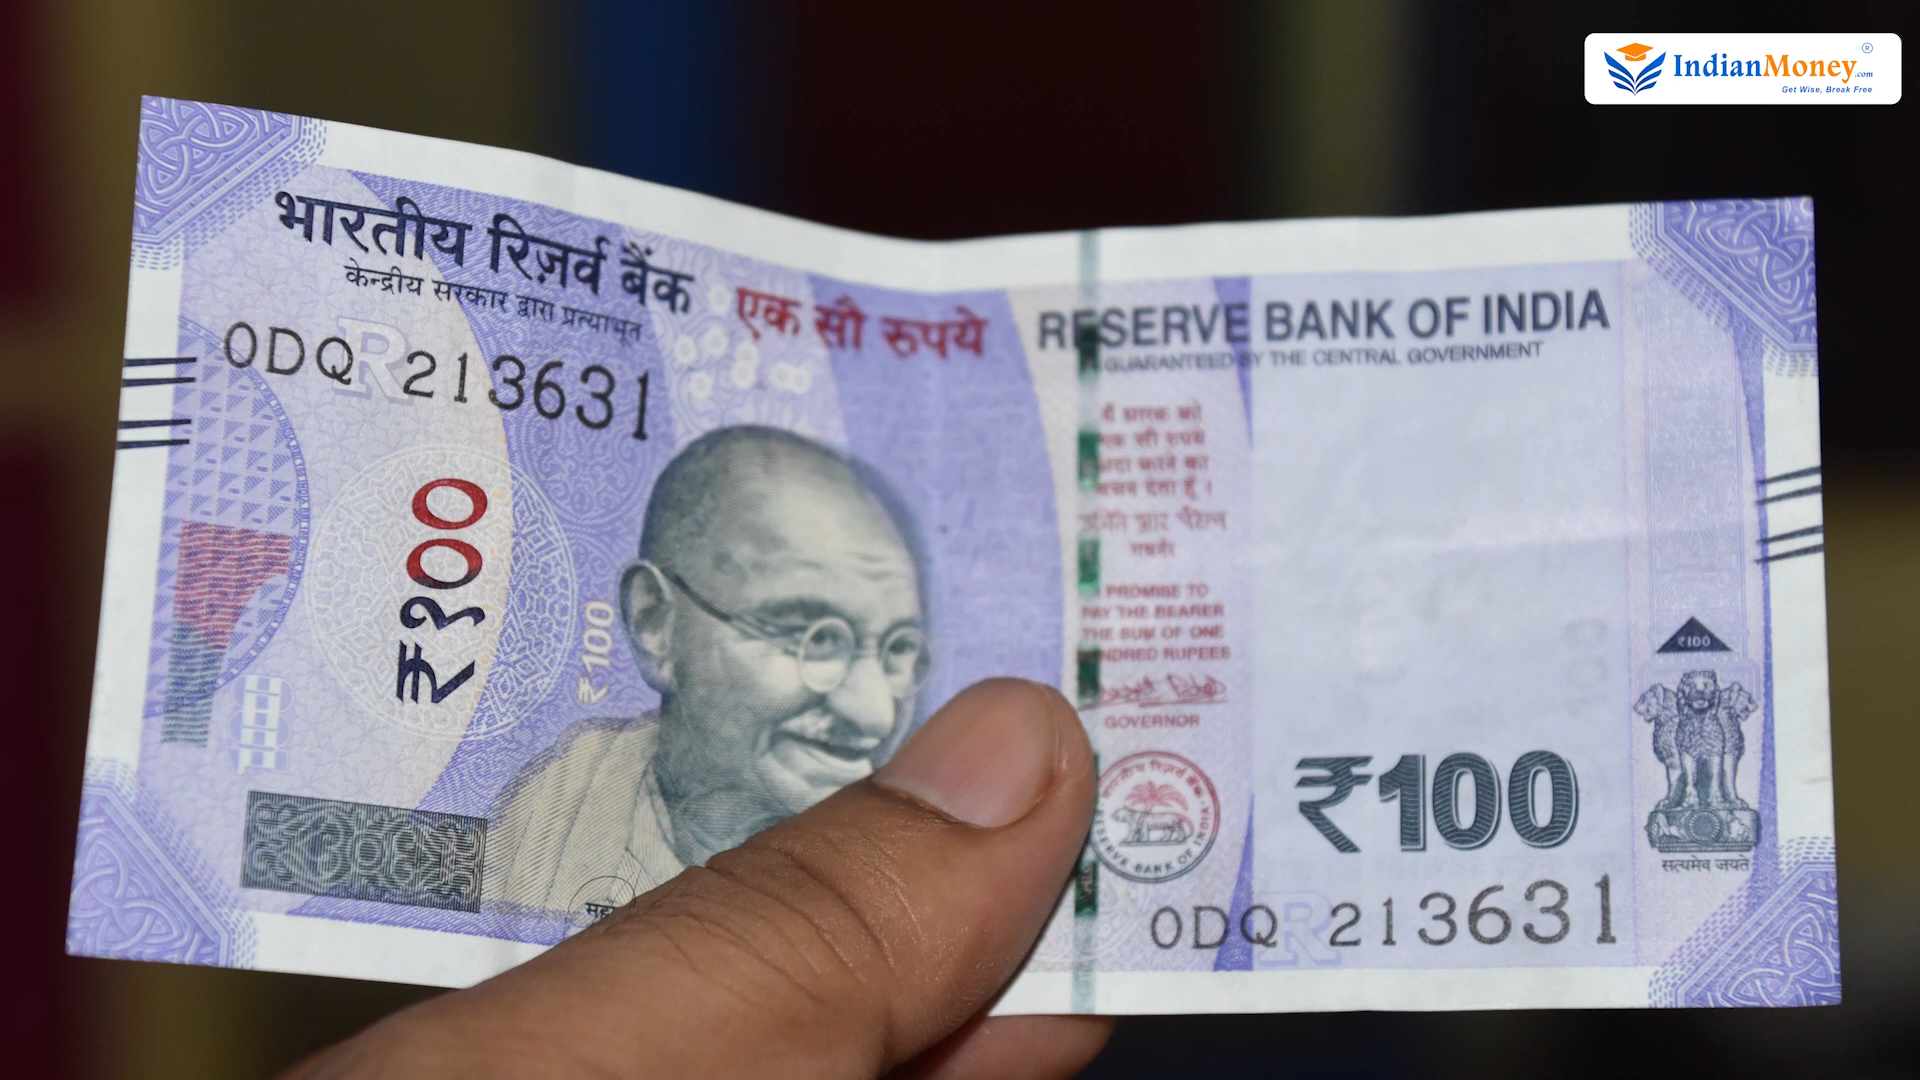 IndianMoney.com
®
Get Wise, Break Free
भारतीय रिज़र्व बैंक
केन्द्रीय सरकार द्वारा प्रत्याभूत
एक सौ रुपये
0DQ 213631
R
₹१००
₹100
RESERVE BANK OF INDIA
GUARANTEED BY THE CENTRAL GOVERNMENT
मैं धारक को
एक सौ रुपये
अदा करने का
वचन देता हूँ ।
गवर्नर
PROMISE TO
PAY THE BEARER
THE SUM OF ONE
HUNDRED RUPEES
GOVERNOR
भारतीय रिज़र्व बैंक
RESERVE BANK OF INDIA
₹100
₹100
सत्यमेव जयते
0DQ 213631
R